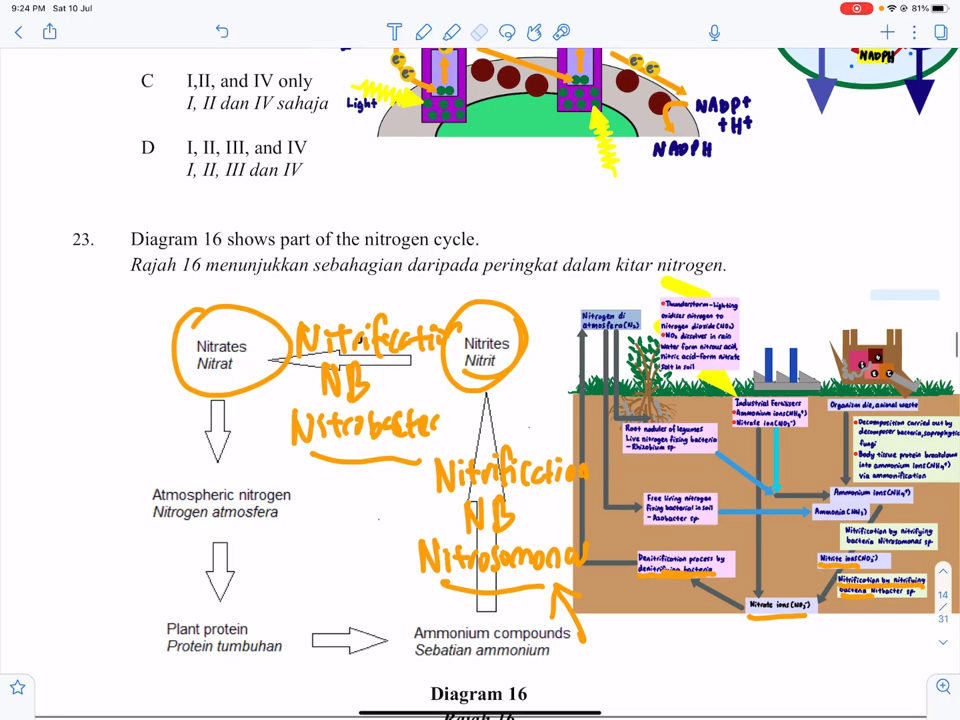 9:24 PM Sat 10 Jul
81%
NADPH
C I,II, and IV only
I, II dan IV sahaja
D I, II, III, and IV
I, II, III dan IV
Light
e
e
e
e
NADP+
+H+
NADPH
23. Diagram 16 shows part of the nitrogen cycle.
Rajah 16 menunjukkan sebahagian daripada peringkat dalam kitar nitrogen.
Nitrates
Nitrat
Nitrification
NB
Nitrobacter
Nitrites
Nitrit
Nitrification
NB
Nitrosomonas
Atmospheric nitrogen
Nitrogen atmosfera
Plant protein
Protein tumbuhan
Ammonium compounds
Sebatian ammonium
Diagram 16
Rajah 16
Nitrogen di
atmosfera(N₂)
• Thunderstorm-Lighting
oxidises nitrogen to
nitrogen dioxide(NO₂)
• NO₂ dissolves in rain
water form nitrous acid,
nitric acid-form nitrate
salt in soil
Root nodules of legumes
Live nitrogen fixing bacteria
-Rhizobium sp.
Industrial Fertilisers
• Ammonium ions(NH₄⁺)
• Nitrate ion(NO₃⁻)
Organism die, animal waste
• Decomposition carried out by
decomposer bacteria, saprophytic
fungi
• Body tissue protein breakdown
into ammonium ions(NH₄⁺)
via ammonification
Free living nitrogen
fixing bacterial in soil
-Azobacter sp
Ammonium ions(NH₄⁺)
Ammonia(NH₃)
Nitrification by nitrifying
bacteria Nitrosomonas sp.
Denitrification process by
denitrifying bacteria
Nitrite ions(NO₂⁻)
Nitrification by nitrifying
bacteria Nitbacter sp
Nitrate ions(NO₃⁻)
14
/
31